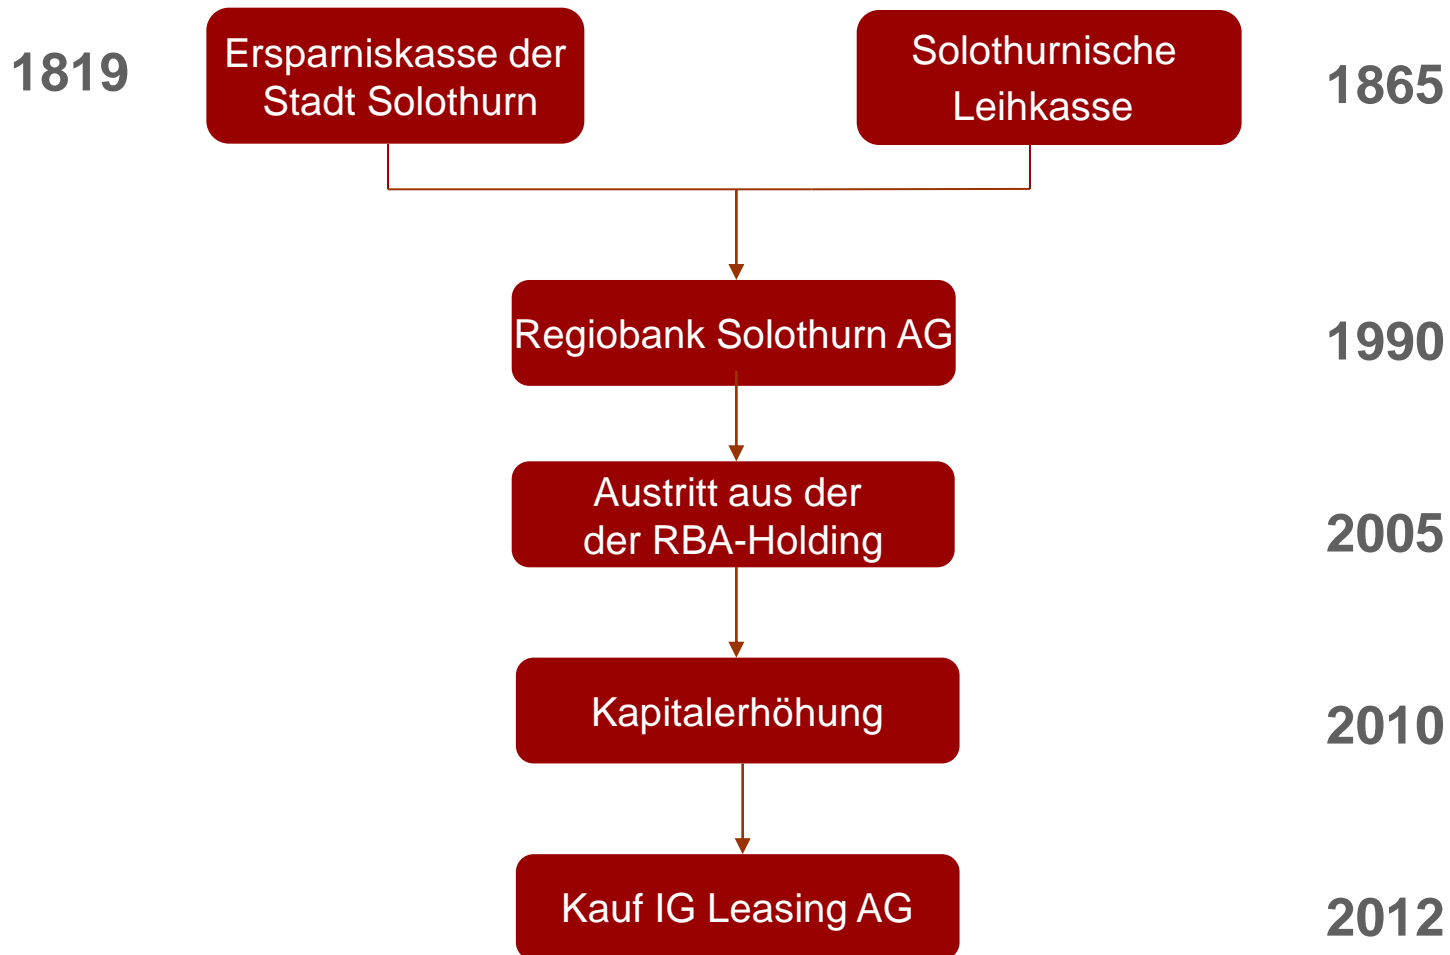 1819
Ersparniskasse der
Stadt Solothurn
Solothurnische
Leihkasse
1865
Regiobank Solothurn AG
1990
Austritt aus der
der RBA-Holding
2005
Kapitalerhöhung
2010
Kauf IG Leasing AG
2012